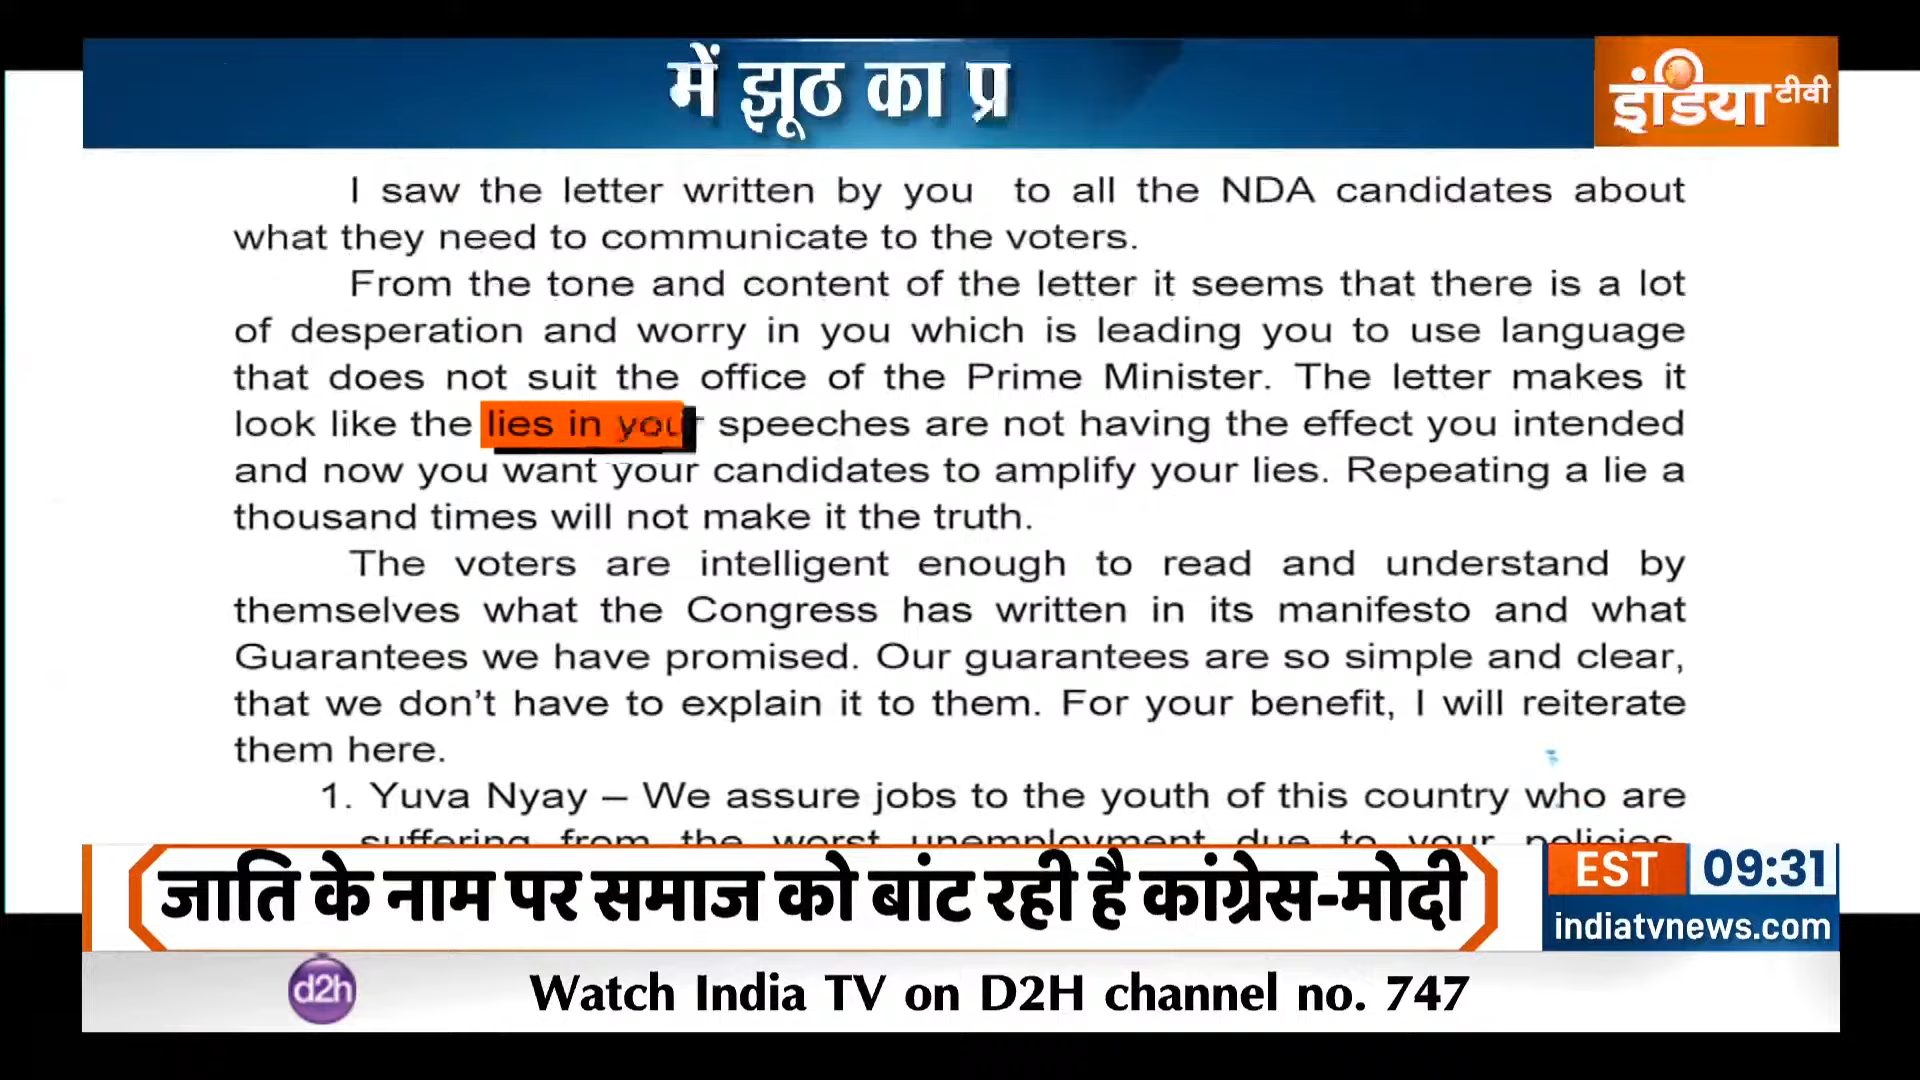 में झूठ का प्र
इंडिया टीवी
I saw the letter written by you to all the NDA candidates about
what they need to communicate to the voters.
From the tone and content of the letter it seems that there is a lot
of desperation and worry in you which is leading you to use language
that does not suit the office of the Prime Minister. The letter makes it
look like the lies in your speeches are not having the effect you intended
and now you want your candidates to amplify your lies. Repeating a lie a
thousand times will not make it the truth.
The voters are intelligent enough to read and understand by
themselves what the Congress has written in its manifesto and what
Guarantees we have promised. Our guarantees are so simple and clear,
that we don't have to explain it to them. For your benefit, I will reiterate
them here.
1. Yuva Nyay – We assure jobs to the youth of this country who are
suffering from the worst unemployment due to your policies.
जाति के नाम पर समाज को बांट रही है कांग्रेस-मोदी
EST 09:31
indiatvnews.com
d2h
Watch India TV on D2H channel no. 747